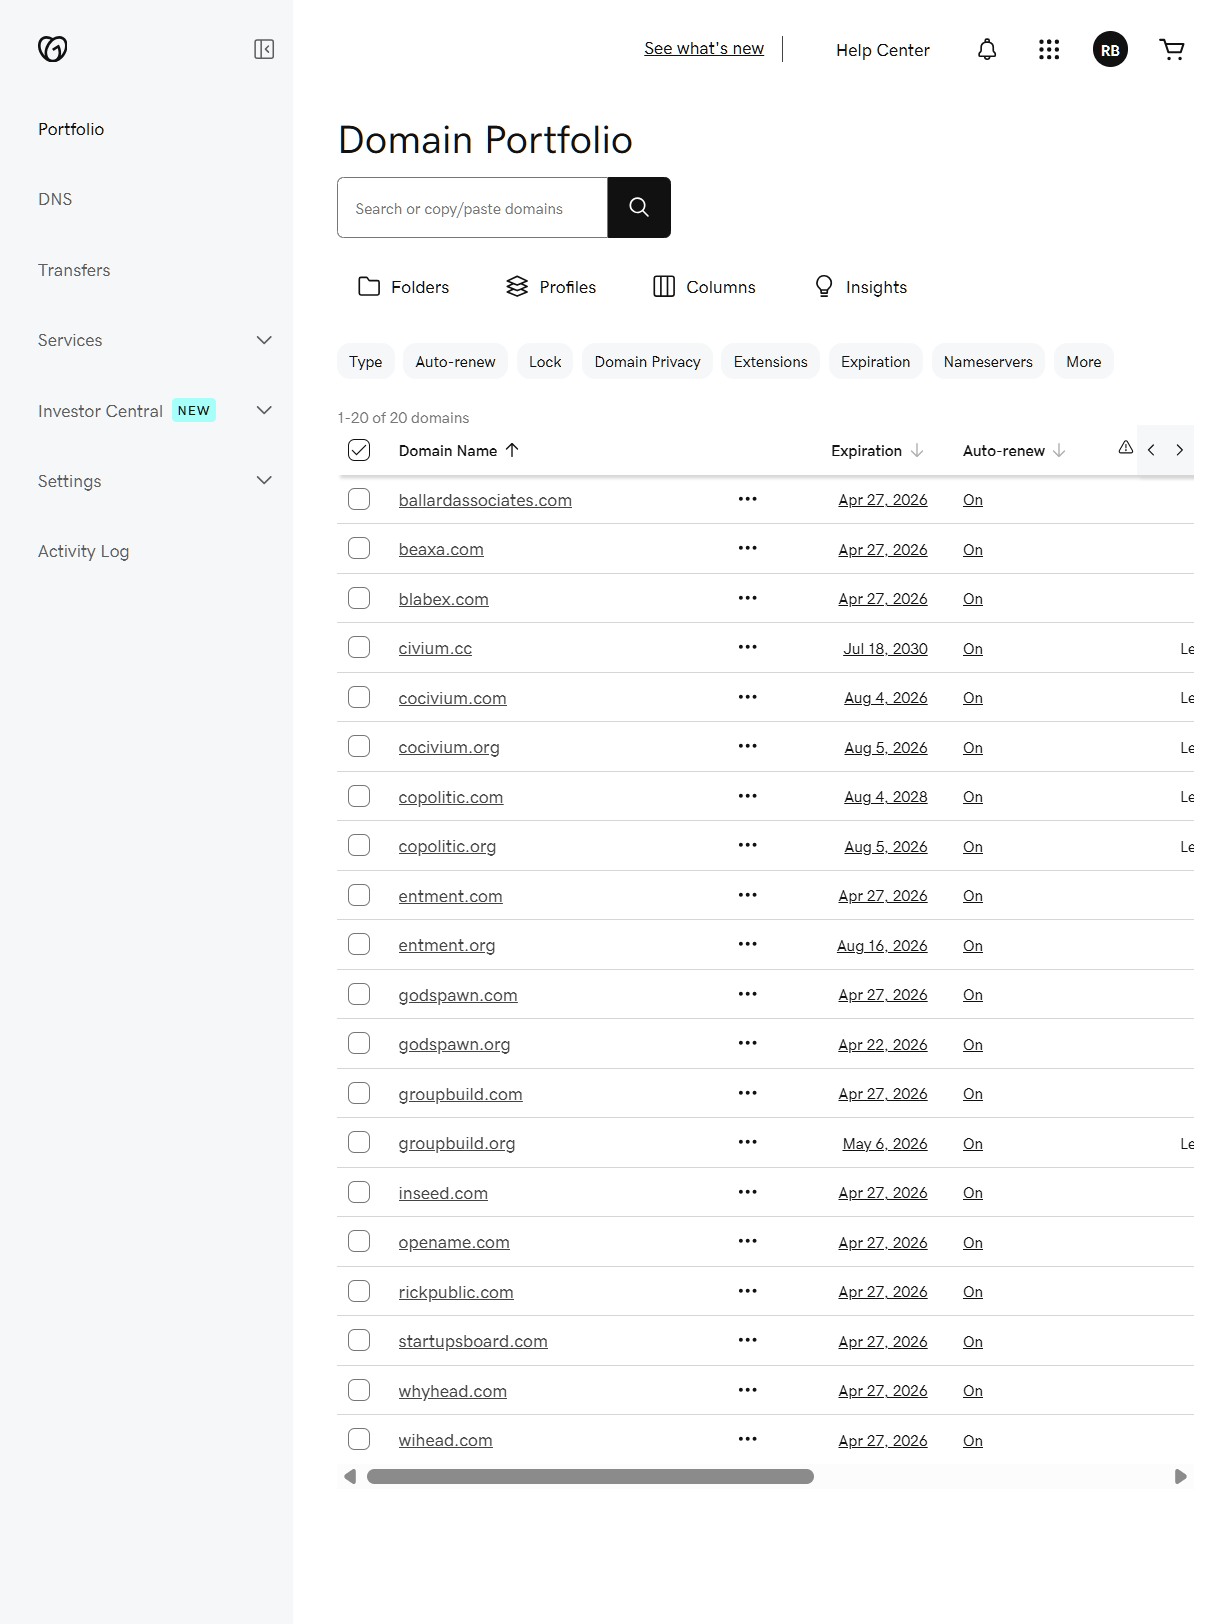 See what's new
Help Center
RB
Portfolio
DNS
Transfers
Services
Investor Central NEW
Settings
Activity Log
Domain Portfolio
Search or copy/paste domains
Folders Profiles Columns Insights
Type Auto-renew Lock Domain Privacy Extensions Expiration Nameservers More
1-20 of 20 domains
Domain Name Expiration Auto-renew
ballardassociates.com Apr 27, 2026 On
beaxa.com Apr 27, 2026 On
blabex.com Apr 27, 2026 On
civium.cc Jul 18, 2030 On Le
cocivium.com Aug 4, 2026 On Le
cocivium.org Aug 5, 2026 On Le
copolitic.com Aug 4, 2028 On Le
copolitic.org Aug 5, 2026 On Le
entment.com Apr 27, 2026 On
entment.org Aug 16, 2026 On
godspawn.com Apr 27, 2026 On
godspawn.org Apr 22, 2026 On
groupbuild.com Apr 27, 2026 On
groupbuild.org May 6, 2026 On Le
inseed.com Apr 27, 2026 On
opename.com Apr 27, 2026 On
rickpublic.com Apr 27, 2026 On
startupsboard.com Apr 27, 2026 On
whyhead.com Apr 27, 2026 On
wihead.com Apr 27, 2026 On